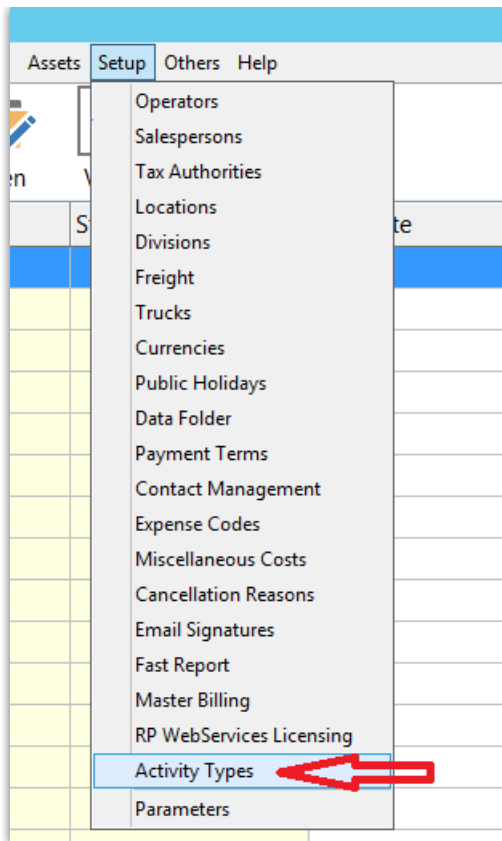 Assets Setup Others Help
Operators
Salespersons
Tax Authorities
Locations
Divisions
Freight
Trucks
Currencies
Public Holidays
Data Folder
Payment Terms
Contact Management
Expense Codes
Miscellaneous Costs
Cancellation Reasons
Email Signatures
Fast Report
Master Billing
RP WebServices Licensing
Activity Types
Parameters